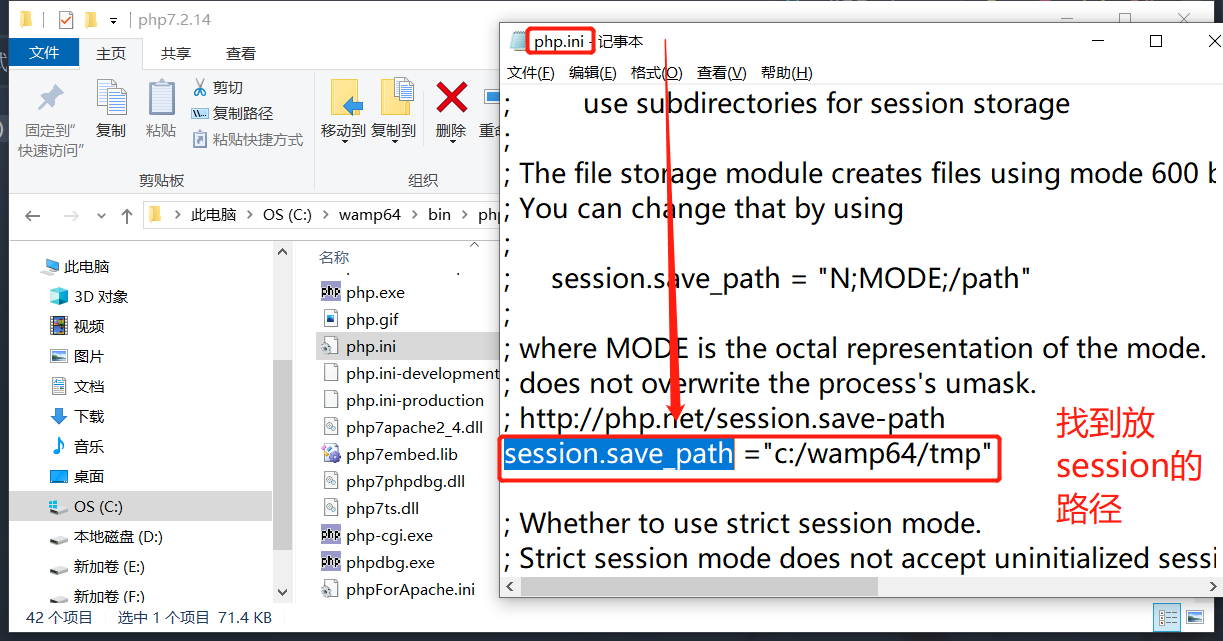 php7.2.14
文件
主页
共享
查看
固定到"
快速访问"
复制
粘贴
剪切
复制路径
粘贴快捷方式
剪贴板
移动到
复制到
删除
组织
此电脑 > OS (C:) > wamp64 > bin >
此电脑
3D 对象
视频
图片
文档
下载
音乐
桌面
OS (C:)
本地磁盘 (D:)
新加卷 (E:)
新加卷 (F:)
名称
php.exe
php.gif
php.ini
php.ini-development
php.ini-production
php7apache2_4.dll
php7embed.lib
php7phpdbg.dll
php7ts.dll
php-cgi.exe
phpdbg.exe
phpForApache.ini
42 个项目 选中 1 个项目 71.4 KB
php.ini - 记事本
文件(F) 编辑(E) 格式(O) 查看(V) 帮助(H)
; use subdirectories for session storage
;
; The file storage module creates files using mode 600 b
; You can change that by using
;
; session.save_path = "N;MODE;/path"
;
; where MODE is the octal representation of the mode.
; does not overwrite the process's umask.
; http://php.net/session.save-path
session.save_path ="c:/wamp64/tmp"
; Whether to use strict session mode.
; Strict session mode does not accept uninitialized sessi
找到放
session的
路径